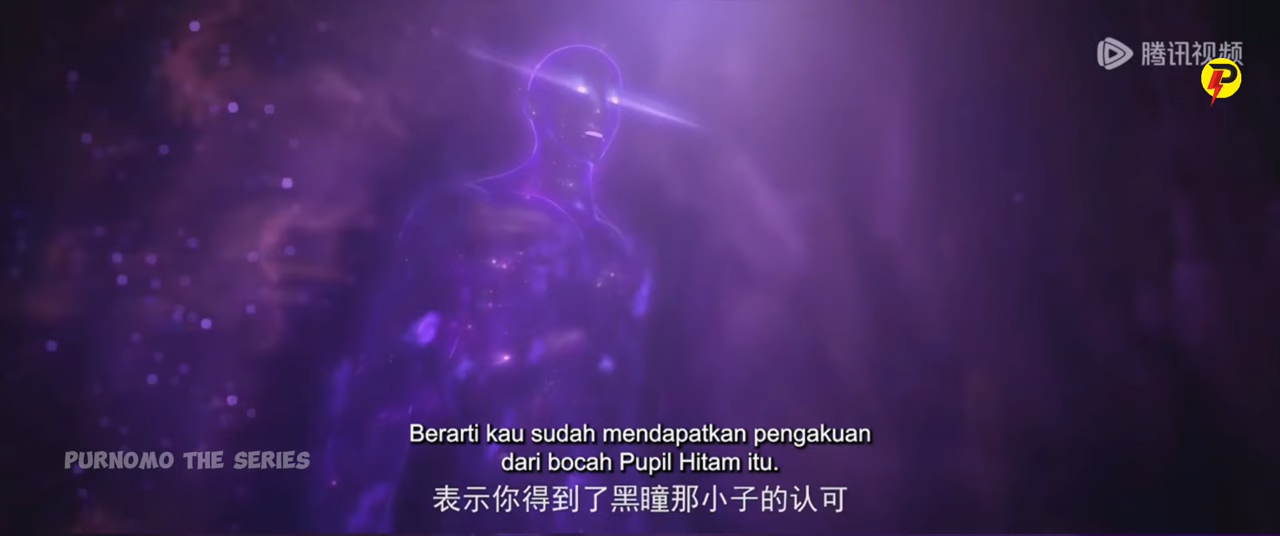 腾讯视频
P
Berarti kau sudah mendapatkan pengakuan
dari bocah Pupil Hitam itu.
PURNOMO THE SERIES
表示你得到了黑瞳那小子的认可